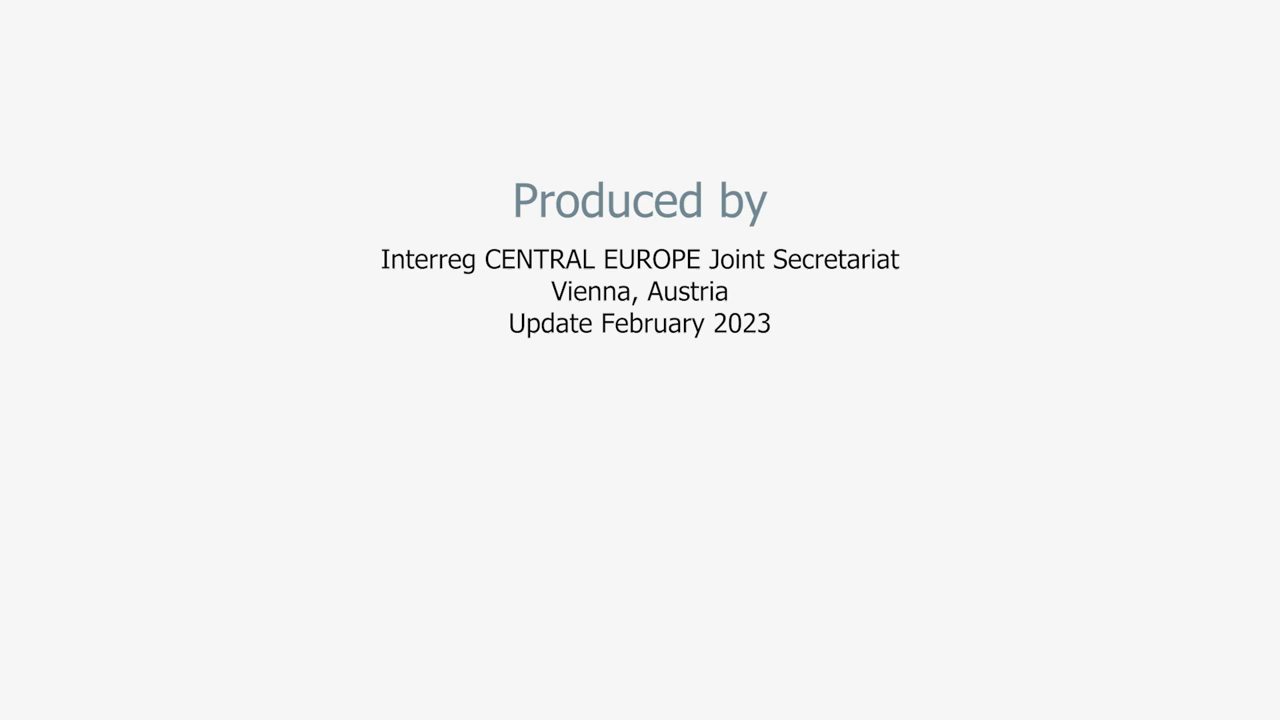 Produced by
Interreg CENTRAL EUROPE Joint Secretariat
Vienna, Austria
Update February 2023